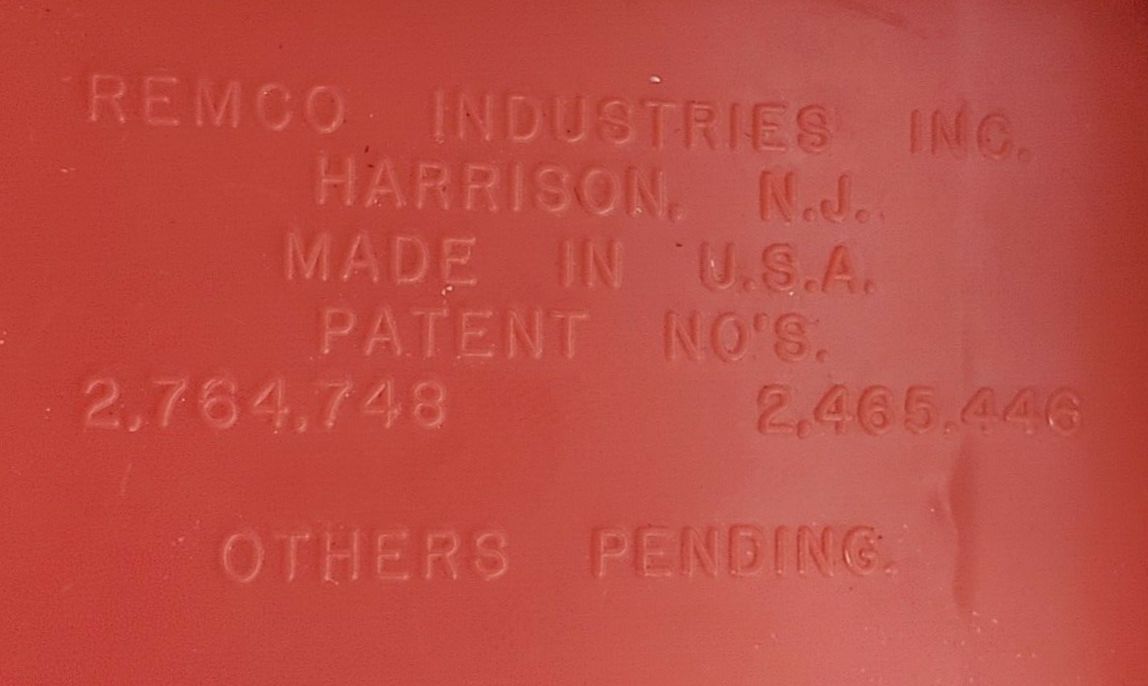 REMCO INDUSTRIES INC.
HARRISON, N.J.
MADE IN U.S.A.
PATENT NO'S.
2,764,748 2,465,446
OTHERS PENDING.